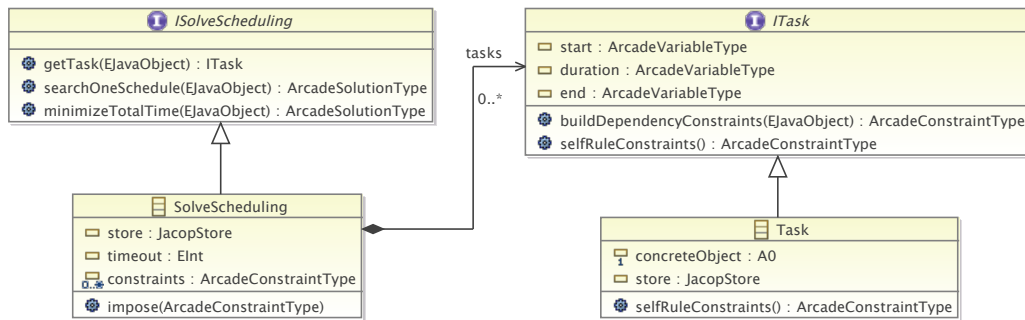 ISolveScheduling
getTask(EJavaObject) : ITask
searchOneSchedule(EJavaObject) : ArcadeSolutionType
minimizeTotalTime(EJavaObject) : ArcadeSolutionType
tasks
0..*
ITask
start : ArcadeVariableType
duration : ArcadeVariableType
end : ArcadeVariableType
buildDependencyConstraints(EJavaObject) : ArcadeConstraintType
selfRuleConstraints() : ArcadeConstraintType
SolveScheduling
store : JacopStore
timeout : EInt
0..* constraints : ArcadeConstraintType
impose(ArcadeConstraintType)
Task
1 concreteObject : A0
store : JacopStore
selfRuleConstraints() : ArcadeConstraintType